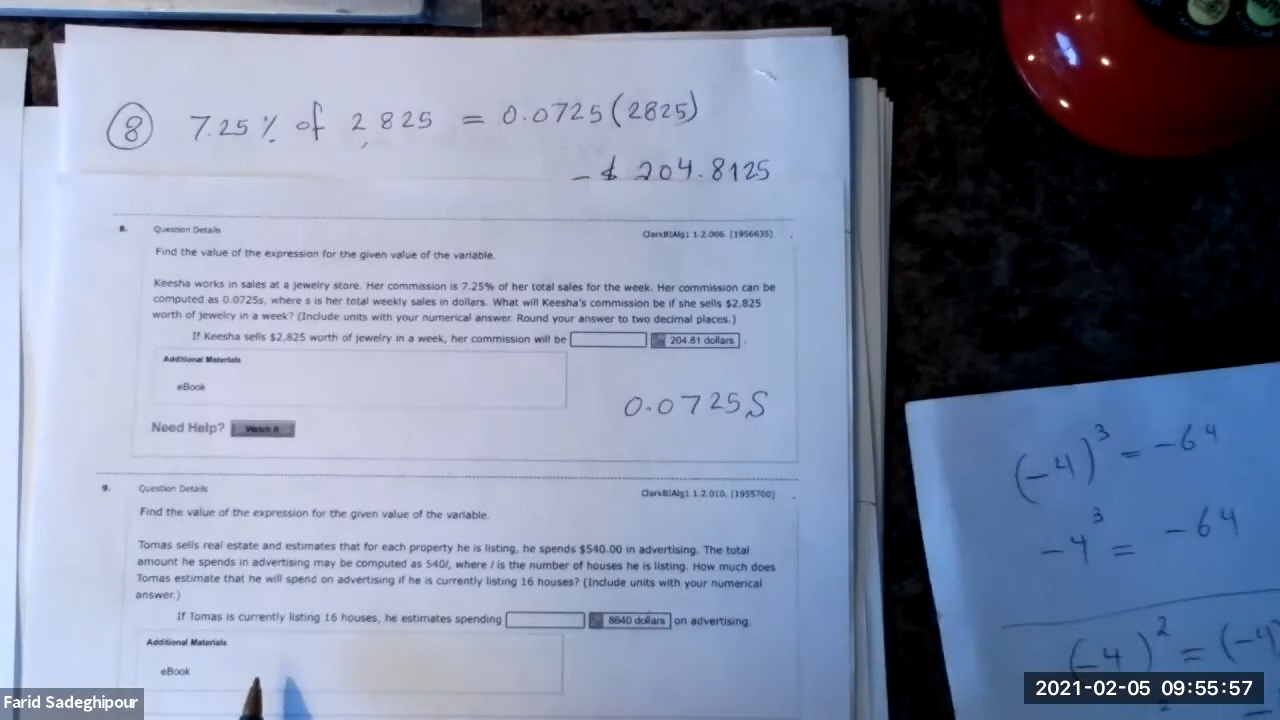 ⑧ 7.25% of 2,825 = 0.0725(2825)
- $ 204.8125
8. Question Details ClarkBIAlg1 1.2.006. [1956635]
Find the value of the expression for the given value of the variable.
Keesha works in sales at a jewelry store. Her commission is 7.25% of her total sales for the week. Her commission can be
computed as 0.0725s, where s is her total weekly sales in dollars. What will Keesha's commission be if she sells $2,825
worth of jewelry in a week? (Include units with your numerical answer. Round your answer to two decimal places.)
If Keesha sells $2,825 worth of jewelry in a week, her commission will be 204.81 dollars .
Additional Materials
eBook
0.0725S
Need Help? Watch It
9. Question Details ClarkBIAlg1 1.2.010. [1955700]
Find the value of the expression for the given value of the variable.
Tomas sells real estate and estimates that for each property he is listing, he spends $540.00 in advertising. The total
amount he spends in advertising may be computed as 540l, where l is the number of houses he is listing. How much does
Tomas estimate that he will spend on advertising if he is currently listing 16 houses? (Include units with your numerical
answer.)
If Tomas is currently listing 16 houses, he estimates spending 8640 dollars on advertising.
Additional Materials
eBook
(-4)³ = -64
-4³ = -64
(-4)² = (-4)
Farid Sadeghipour
2021-02-05 09:55:57